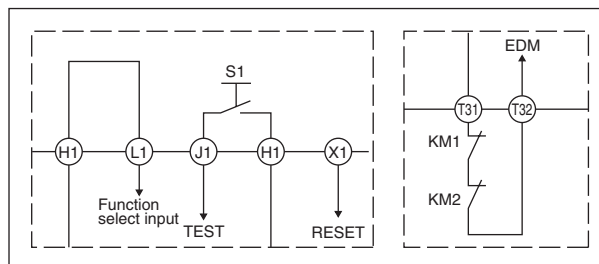 S1
H1 L1 J1 H1 X1
Function
select input
TEST
RESET
EDM
T31 T32
KM1
KM2